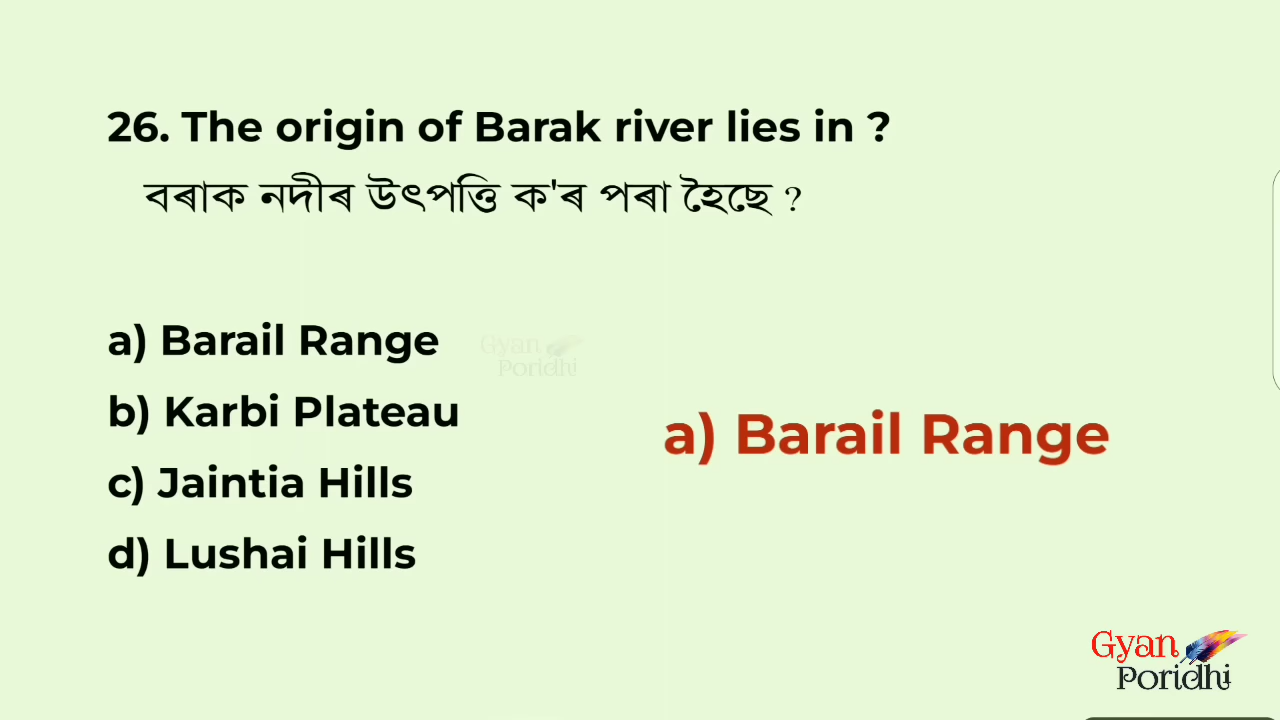 26. The origin of Barak river lies in ?
বৰাক নদীৰ উৎপত্তি ক'ৰ পৰা হৈছে ?
a) Barail Range
b) Karbi Plateau
c) Jaintia Hills
d) Lushai Hills
a) Barail Range
Gyan
Poridhi
Gyan
Poridhi